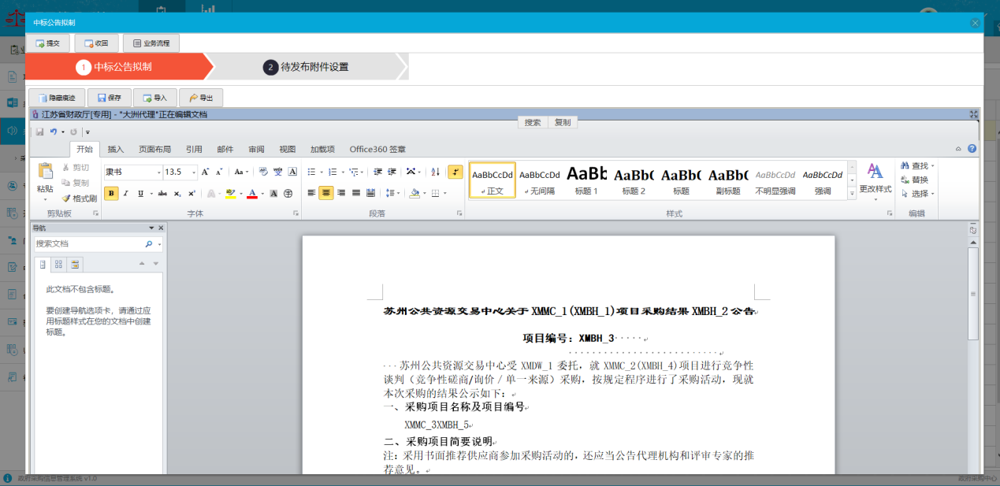 中标公告拟制
提交 收回 业务流程
1 中标公告拟制 2 待发布附件设置
隐藏痕迹 保存 导入 导出
江苏省财政厅[专用] - "大洲代理"正在编辑文档
搜索 复制
开始 插入 页面布局 引用 邮件 审阅 视图 加载项 Office360 签章
粘贴 剪切 复制 格式刷
隶书 13.5
AaBbCcDd AaBbCcDd AaBb AaBb( AaBb( AaBb( AaBbCcDd AaBbCcDd
正文 无间隔 标题 1 标题 2 标题 副标题 不明显强调 强调
更改样式
查找
替换
选择
剪贴板 字体 段落 样式 编辑
导航
搜索文档
此文档不包含标题。
要创建导航选项卡，请通过应
用标题样式在您的文档中创建
标题。
苏州公共资源交易中心关于 XMMC_1(XMBH_1)项目采购结果 XMBH_2 公告
项目编号：XMBH_3
苏州公共资源交易中心受 XMDW_1 委托，就 XMMC_2(XMBH_4)项目进行竞争性
谈判（竞争性磋商/询价/单一来源）采购，按规定程序进行了采购活动，现就
本次采购的结果公示如下：
一、采购项目名称及项目编号
XMMC_3XMBH_5
二、采购项目简要说明
注：采用书面推荐供应商参加采购活动的，还应当公告代理机构和评审专家的推
荐意见。
政府采购信息管理系统 v1.0
政府采购中心